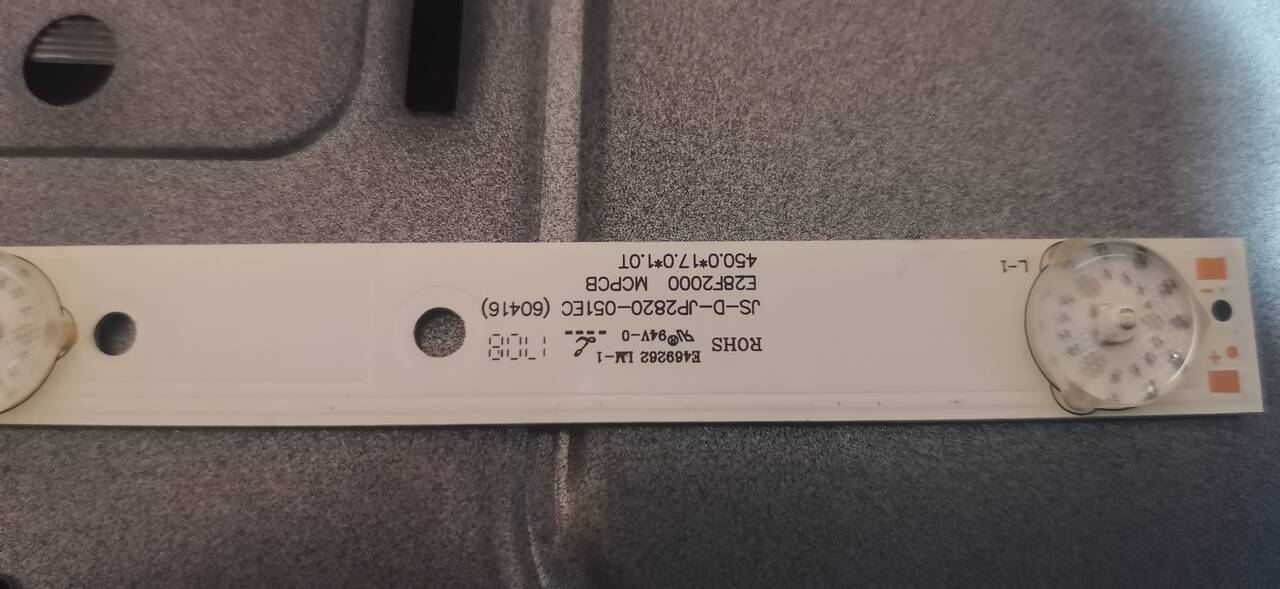 E469262 LM-1
ROHS 94V-0
JS-D-JP2820-051EC (60416)
E28F2000 MCPCB
450.0*17.0*1.0T
L-1
+
-